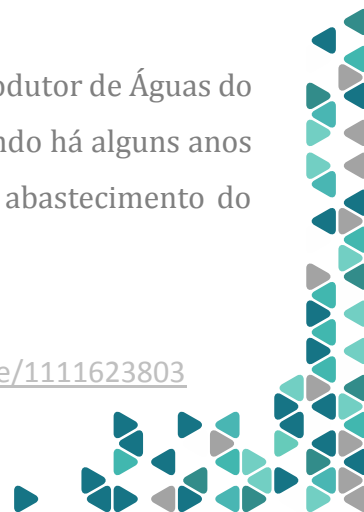 odutor de Águas do
ndo há alguns anos
abastecimento do
e/1111623803